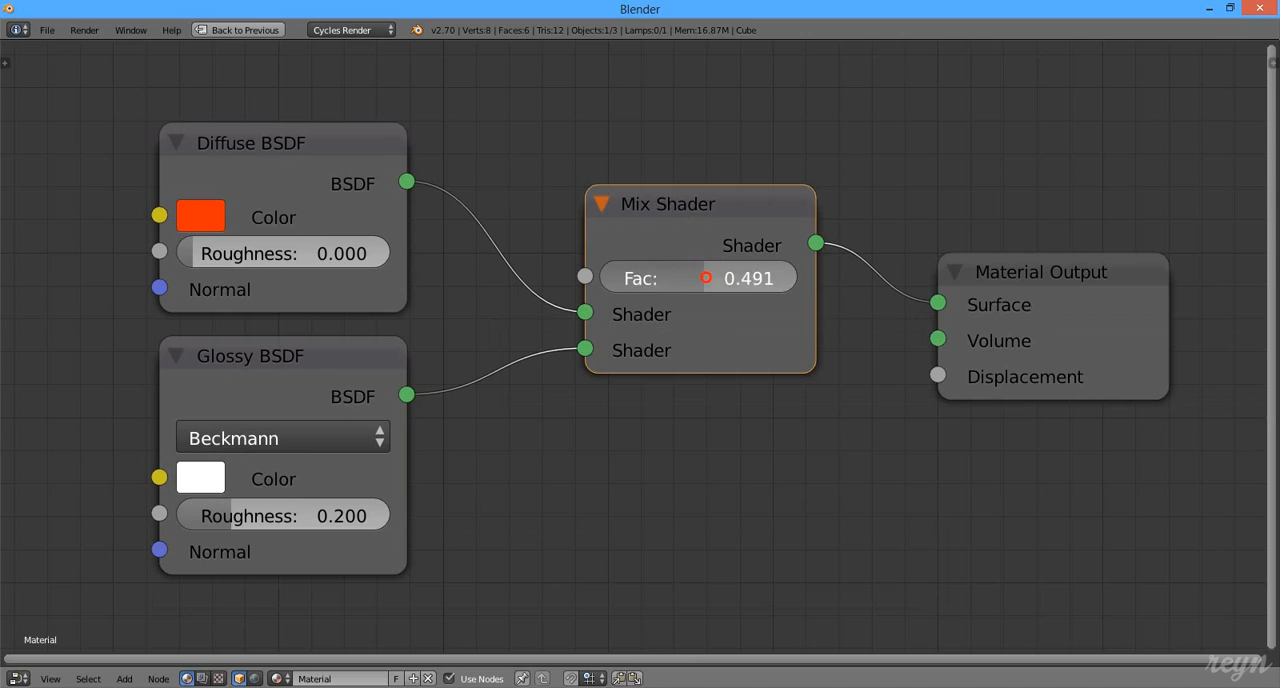 Blender
File Render Window Help Back to Previous Cycles Render v2.70 | Verts:8 | Faces:6 | Tris:12 | Objects:1/3 | Lamps:0/1 | Mem:16.87M | Cube
Diffuse BSDF
BSDF
Color
Roughness: 0.000
Normal
Glossy BSDF
BSDF
Beckmann
Color
Roughness: 0.200
Normal
Mix Shader
Shader
Fac: 0.491
Shader
Shader
Material Output
Surface
Volume
Displacement
Material
reyn
View Select Add Node Material F Use Nodes